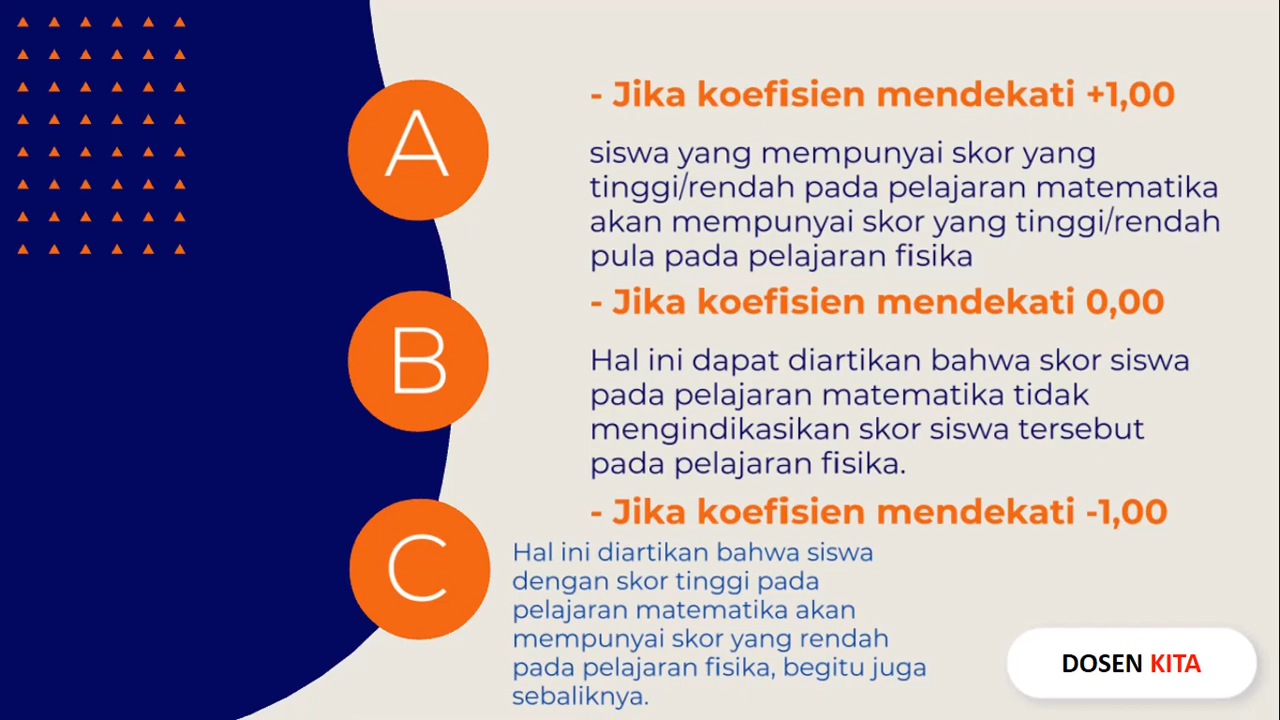 A
- Jika koefisien mendekati +1,00
siswa yang mempunyai skor yang
tinggi/rendah pada pelajaran matematika
akan mempunyai skor yang tinggi/rendah
pula pada pelajaran fisika
B
- Jika koefisien mendekati 0,00
Hal ini dapat diartikan bahwa skor siswa
pada pelajaran matematika tidak
mengindikasikan skor siswa tersebut
pada pelajaran fisika.
C
- Jika koefisien mendekati -1,00
Hal ini diartikan bahwa siswa
dengan skor tinggi pada
pelajaran matematika akan
mempunyai skor yang rendah
pada pelajaran fisika, begitu juga
sebaliknya.
DOSEN KITA